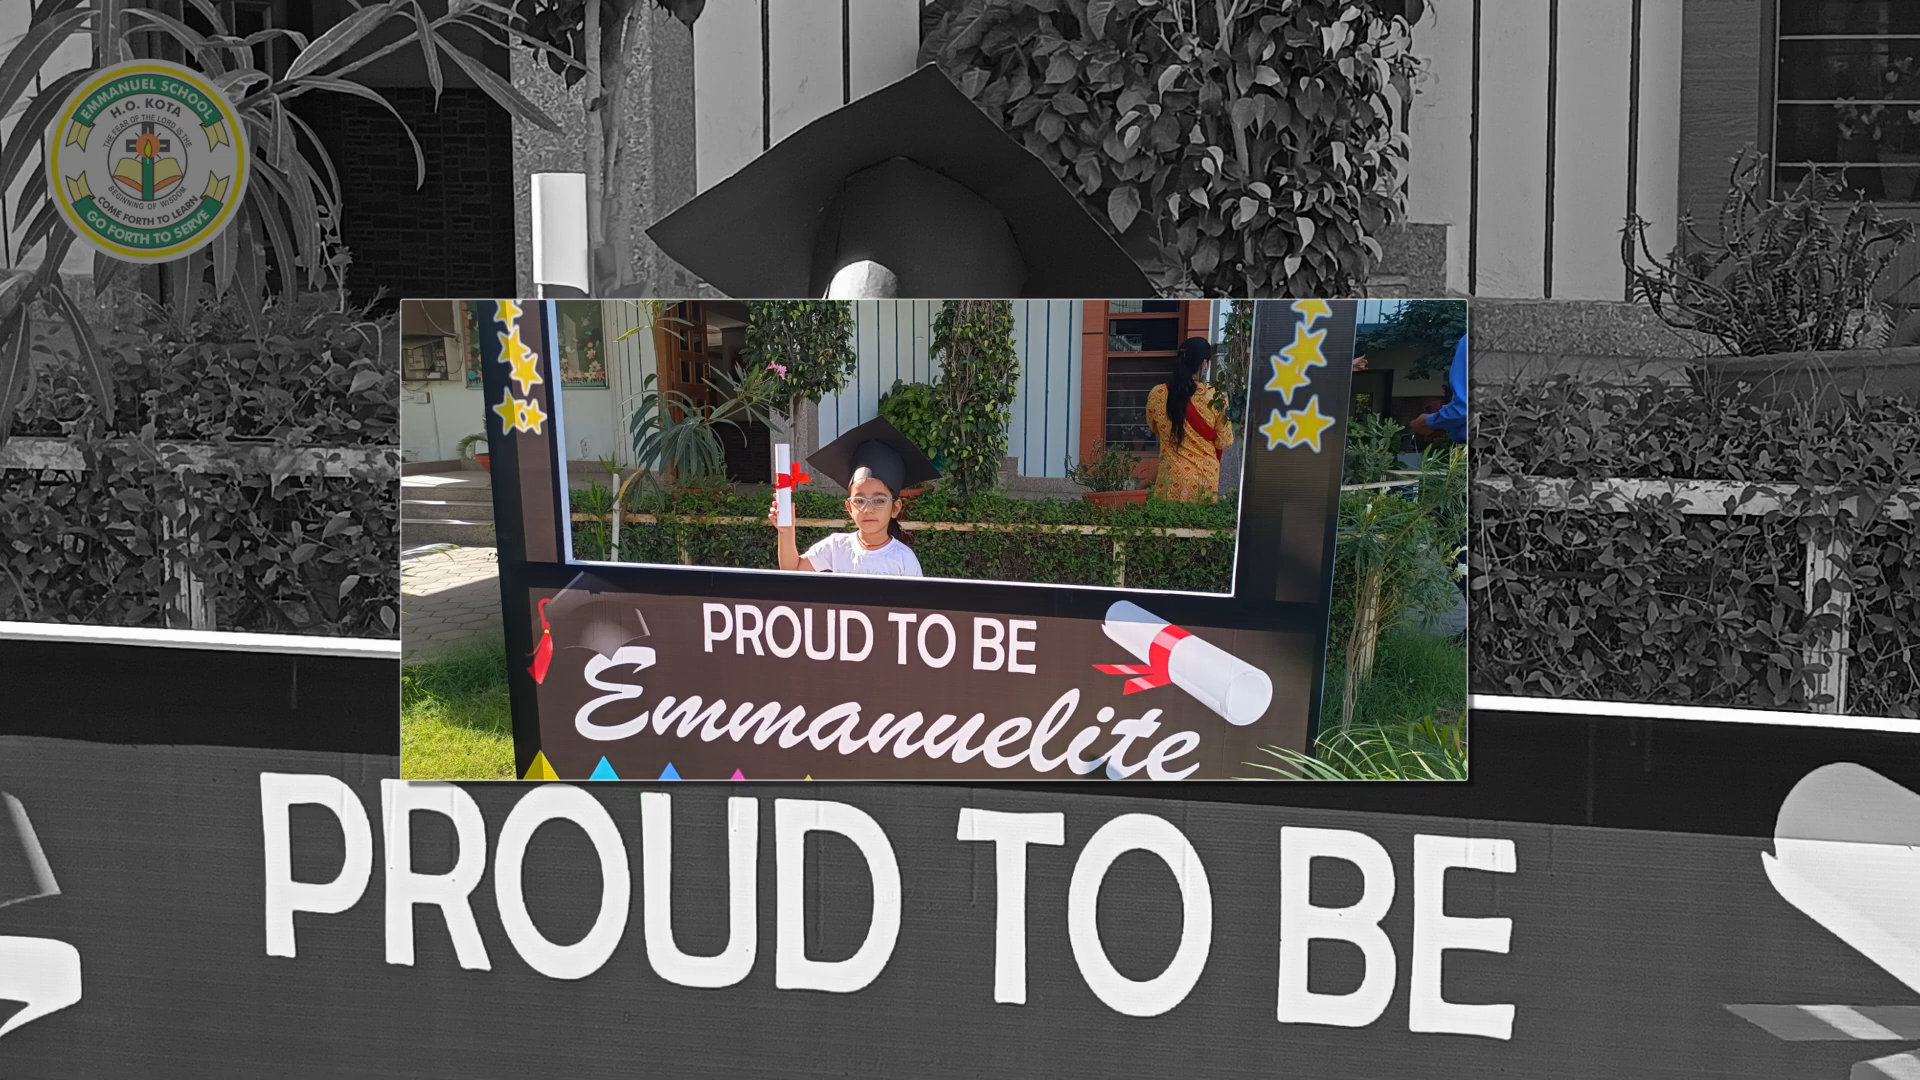 EMMANUEL SCHOOL
H.O. KOTA
THE FEAR OF THE LORD IS THE
BEGINNING OF WISDOM
COME FORTH TO LEARN
GO FORTH TO SERVE
PROUD TO BE
Emmanuelite
PROUD TO BE